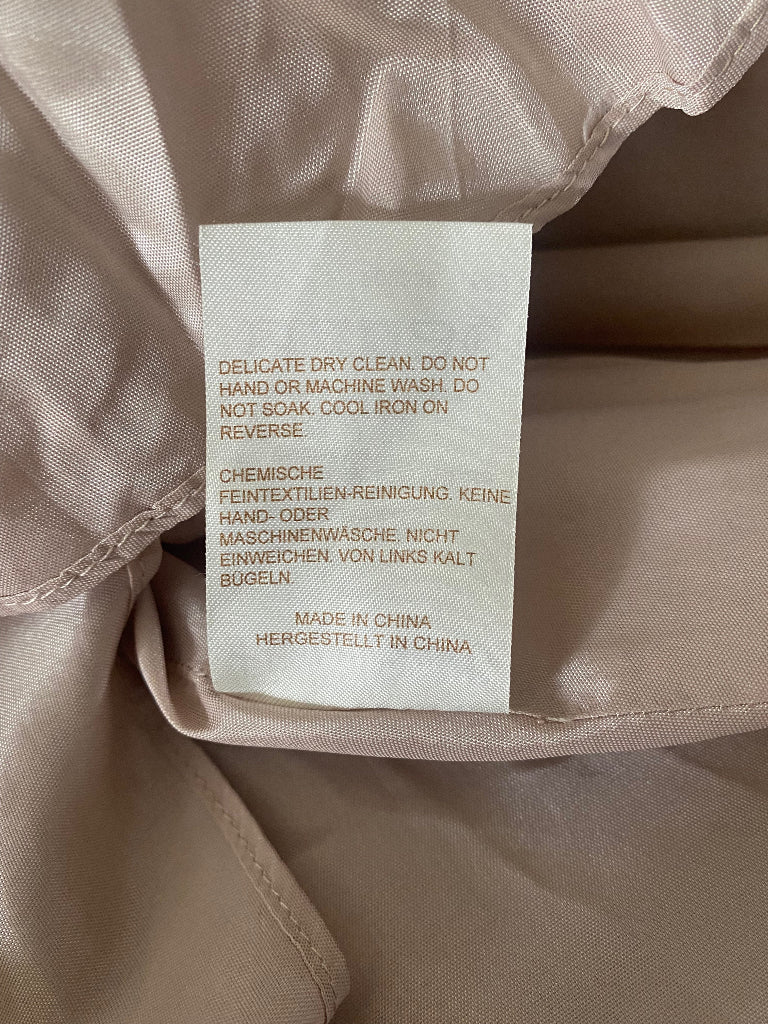 DELICATE DRY CLEAN. DO NOT
HAND OR MACHINE WASH. DO
NOT SOAK. COOL IRON ON
REVERSE.
CHEMISCHE
FEINTEXTILIEN-REINIGUNG. KEINE
HAND- ODER
MASCHINENWÄSCHE. NICHT
EINWEICHEN. VON LINKS KALT
BÜGELN.
MADE IN CHINA
HERGESTELLT IN CHINA